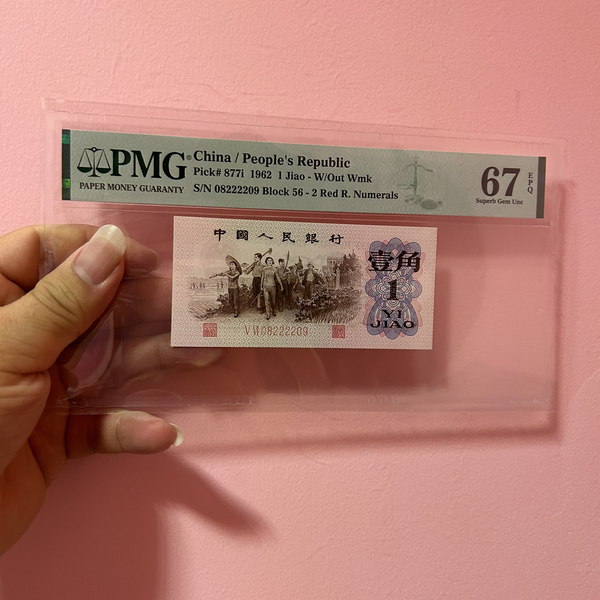 PMG®
PAPER MONEY GUARANTY
China / People's Republic
Pick# 877i 1962 1 Jiao - W/Out Wmk
S/N 08222209 Block 56 - 2 Red R. Numerals
67
EPQ
Superb Gem Unc
中國人民銀行
壹角
1
YI
JIAO
V VI 08222209